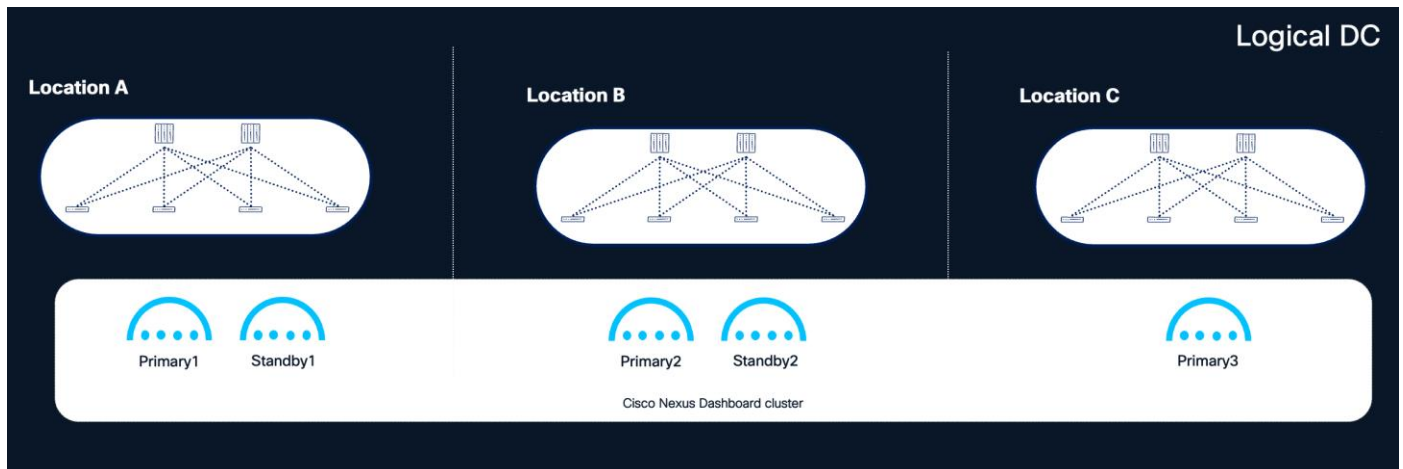 Logical DC
Location A
Location B
Location C
Primary1
Standby1
Primary2
Standby2
Primary3
Cisco Nexus Dashboard cluster